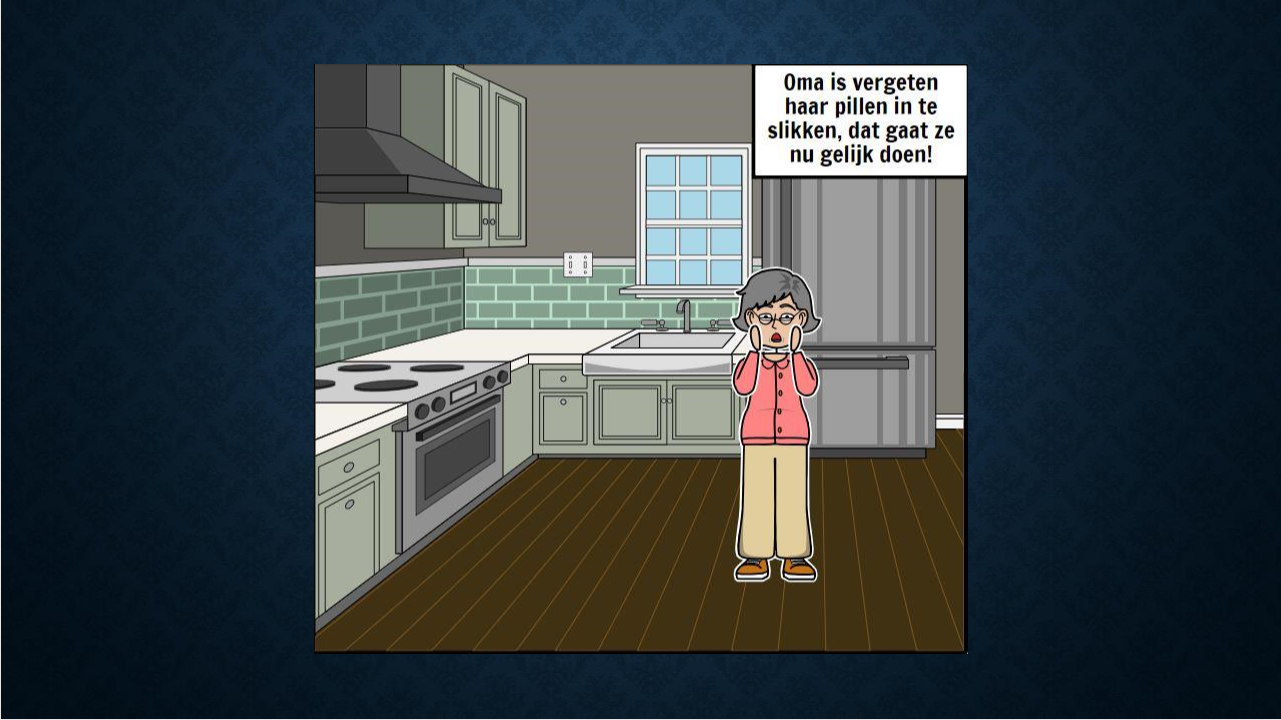 Oma is vergeten
haar pillen in te
slikken, dat gaat ze
nu gelijk doen!